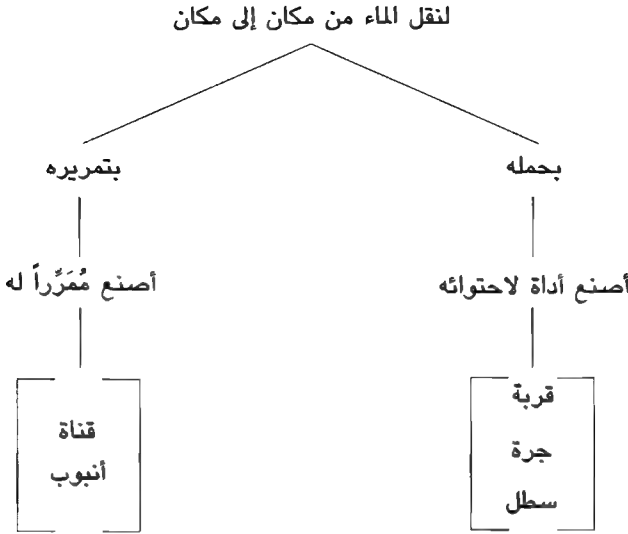 لنقل الماء من مكان إلى مكان
بحمله
بتمريره
أصنع أداة لاحتوائه
أصنع مُمَرِّراً له
قربة
جرة
سطل
قناة
أنبوب